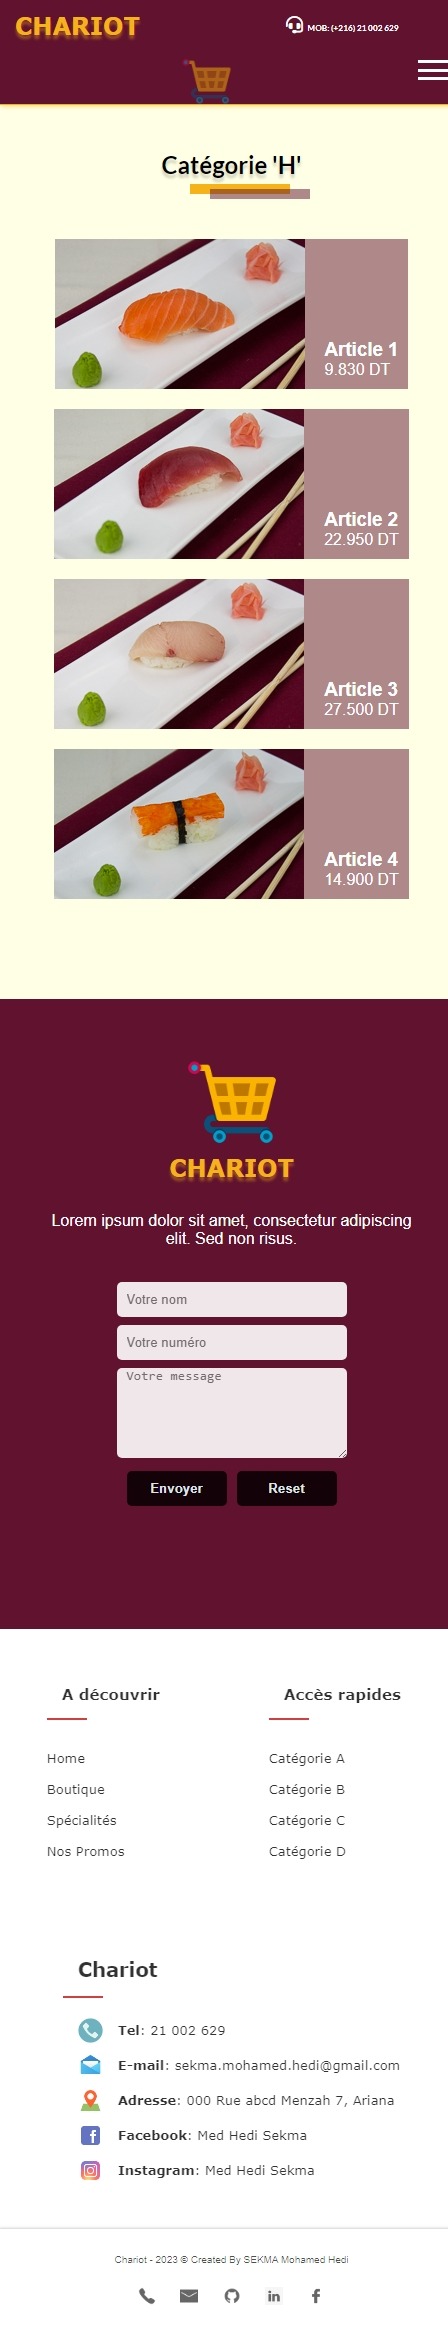 CHARIOT
MOB: (+216) 21 002 629
Catégorie 'H'
Article 1
9.830 DT
Article 2
22.950 DT
Article 3
27.500 DT
Article 4
14.900 DT
CHARIOT
Lorem ipsum dolor sit amet, consectetur adipiscing
elit. Sed non risus.
Votre nom
Votre numéro
Votre message
Envoyer Reset
A découvrir
Home
Boutique
Spécialités
Nos Promos
Accès rapides
Catégorie A
Catégorie B
Catégorie C
Catégorie D
Chariot
Tel: 21 002 629
E-mail: sekma.mohamed.hedi@gmail.com
Adresse: 000 Rue abcd Menzah 7, Ariana
Facebook: Med Hedi Sekma
Instagram: Med Hedi Sekma
Chariot - 2023 © Created By SEKMA Mohamed Hedi